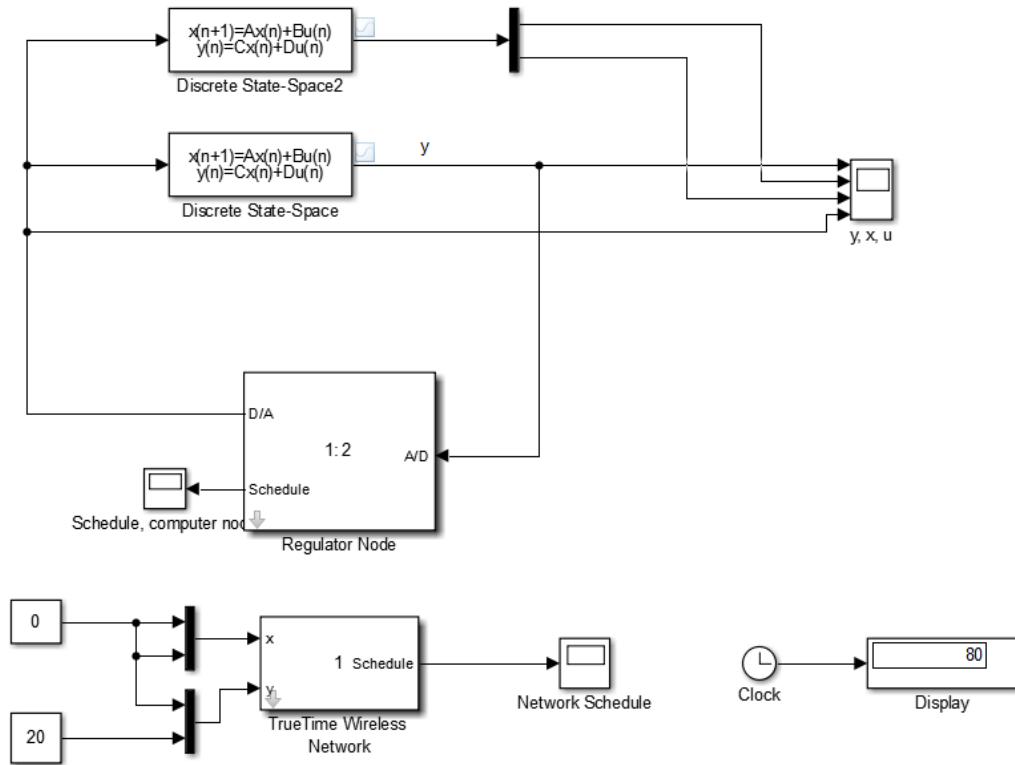 x(n+1)=Ax(n)+Bu(n)
y(n)=Cx(n)+Du(n)
Discrete State-Space2
x(n+1)=Ax(n)+Bu(n)
y(n)=Cx(n)+Du(n)
Discrete State-Space
y
y, x, u
D/A
1: 2
A/D
Schedule
Schedule, computer
Regulator Node
0
20
x
1
Schedule
y
TrueTime Wireless
Network
Network Schedule
Clock
80
Display